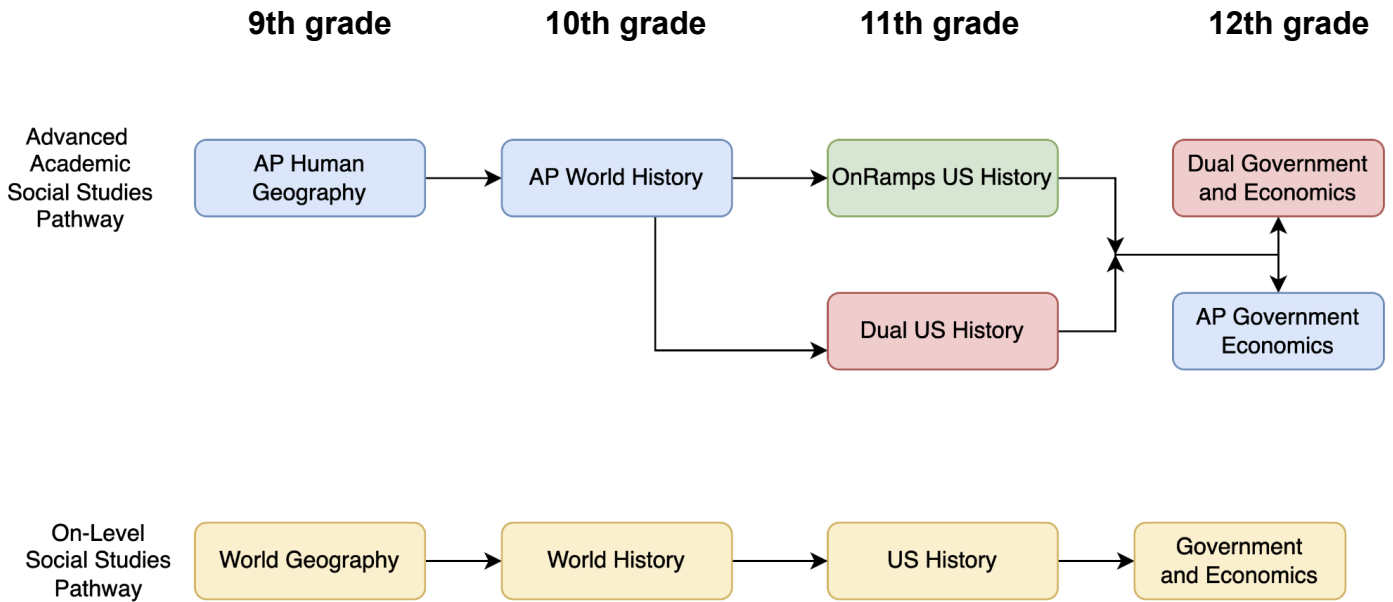 9th grade
10th grade
11th grade
12th grade
Advanced
Academic
Social Studies
Pathway
AP Human
Geography
AP World History
OnRamps US History
Dual Government
and Economics
Dual US History
AP Government
Economics
On-Level
Social Studies
Pathway
World Geography
World History
US History
Government
and Economics